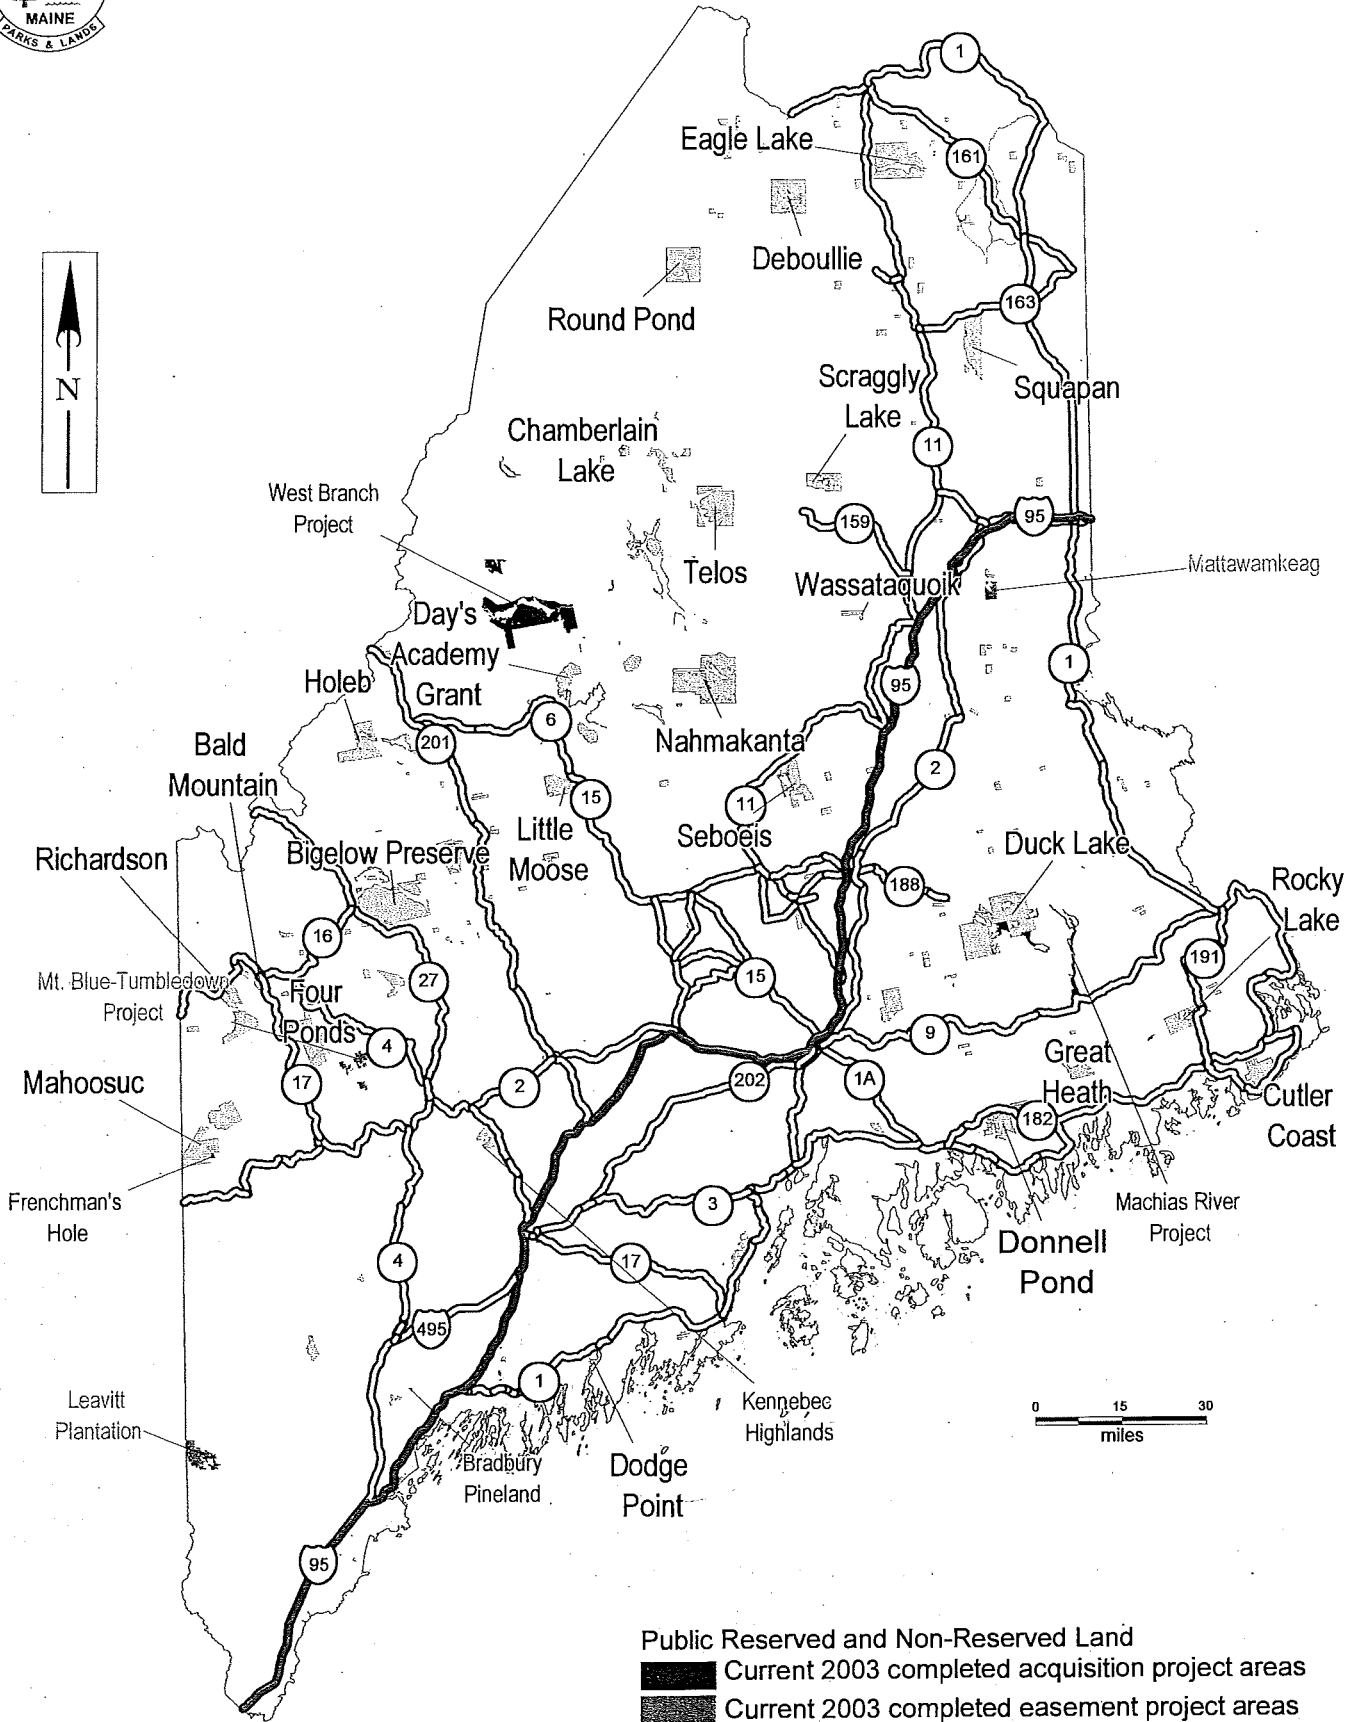 MAINE
PARKS & LANDS
1
Eagle Lake
161
Deboullie
N
Round Pond
163
Scraggly
Lake
Squapan
Chamberlain
Lake
11
West Branch
Project
159
95
Telos
Wassataquoik
Mattawamkeag
Day's
Academy
Grant
Holeb
1
95
6
201
Nahmakanta
Bald
Mountain
2
15
11
Little
Moose
Seboeis
Duck Lake
Richardson
Bigelow Preserve
188
Rocky
Lake
16
191
27
15
Mt. Blue-Tumbledown
Project
Four
Ponds
4
9
Great
Heath
Mahoosuc
17
2
202
1A
182
Cutler
Coast
Frenchman's
Hole
3
Machias River
Project
Donnell
Pond
4
17
495
1
Leavitt
Plantation
Kennebec
Highlands
0 15 30
miles
Bradbury
Pineland
Dodge
Point
95
Public Reserved and Non-Reserved Land
Current 2003 completed acquisition project areas
Current 2003 completed easement project areas